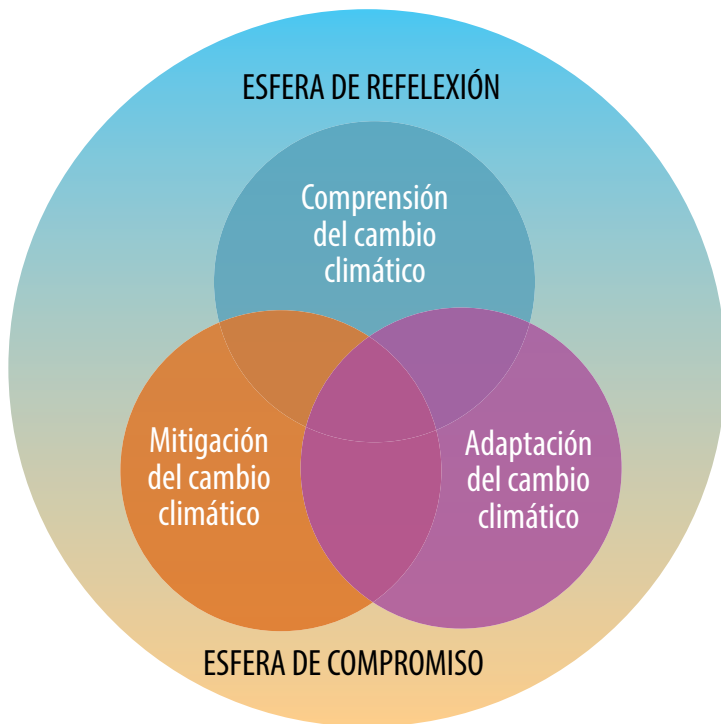 ESFERA DE REFELEXIÓN
Comprensión
del cambio
climático
Mitigación
del cambio
climático
Adaptación
del cambio
climático
ESFERA DE COMPROMISO